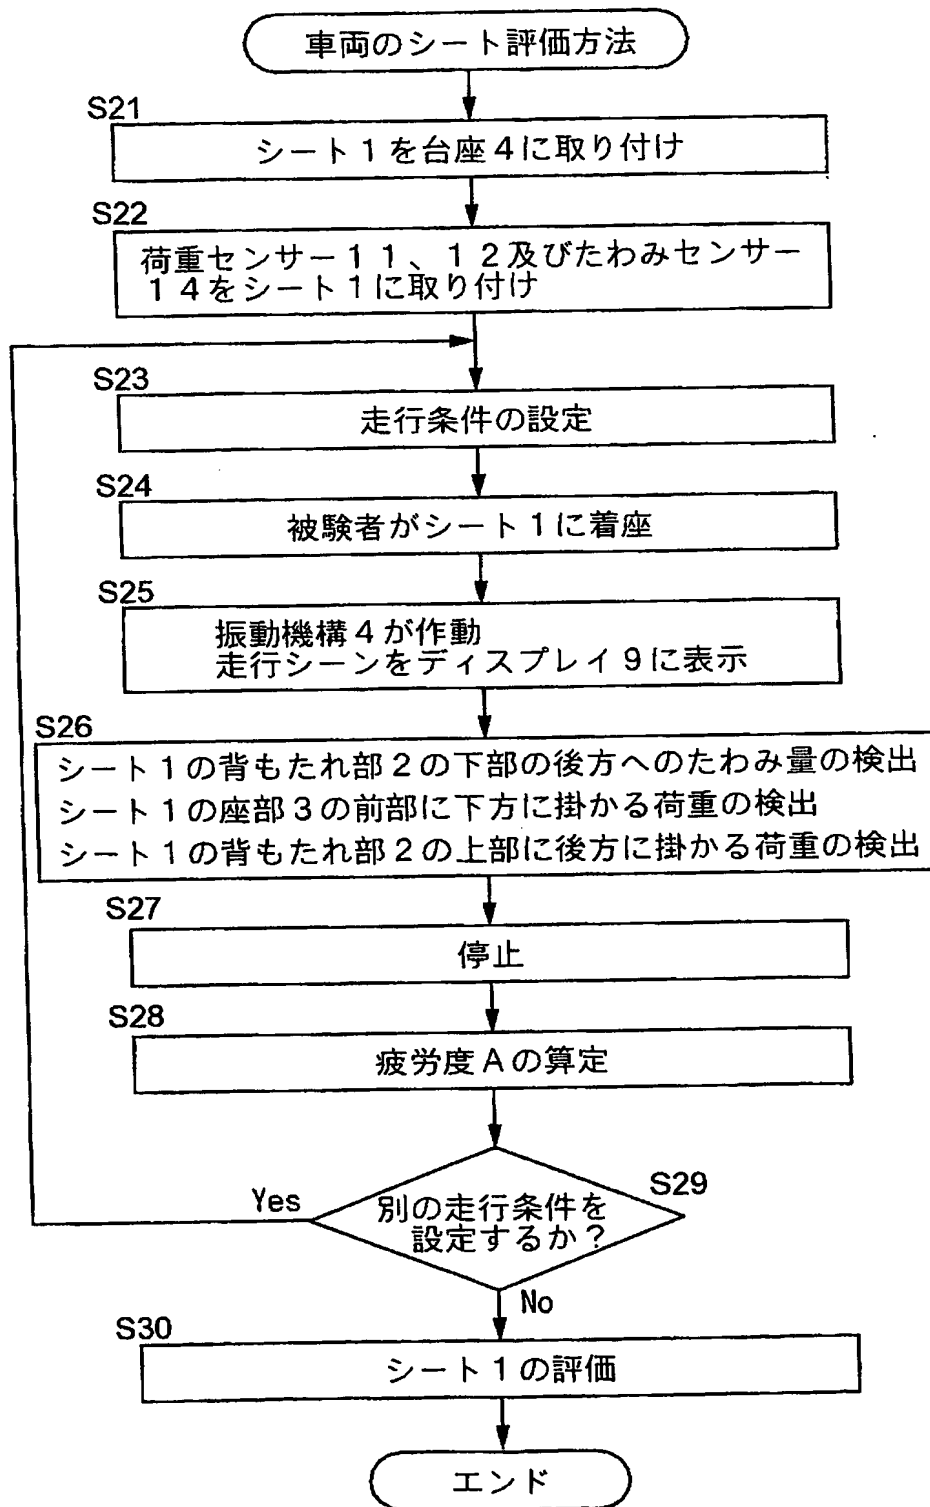 車両のシート評価方法
S21
シート1を台座4に取り付け
S22
荷重センサー11、12及びたわみセンサー
14をシート1に取り付け
S23
走行条件の設定
S24
被験者がシート1に着座
S25
振動機構4が作動
走行シーンをディスプレイ9に表示
S26
シート1の背もたれ部2の下部の後方へのたわみ量の検出
シート1の座部3の前部に下方に掛かる荷重の検出
シート1の背もたれ部2の上部に後方に掛かる荷重の検出
S27
停止
S28
疲労度Aの算定
Yes
S29
別の走行条件を
設定するか?
No
S30
シート1の評価
エンド